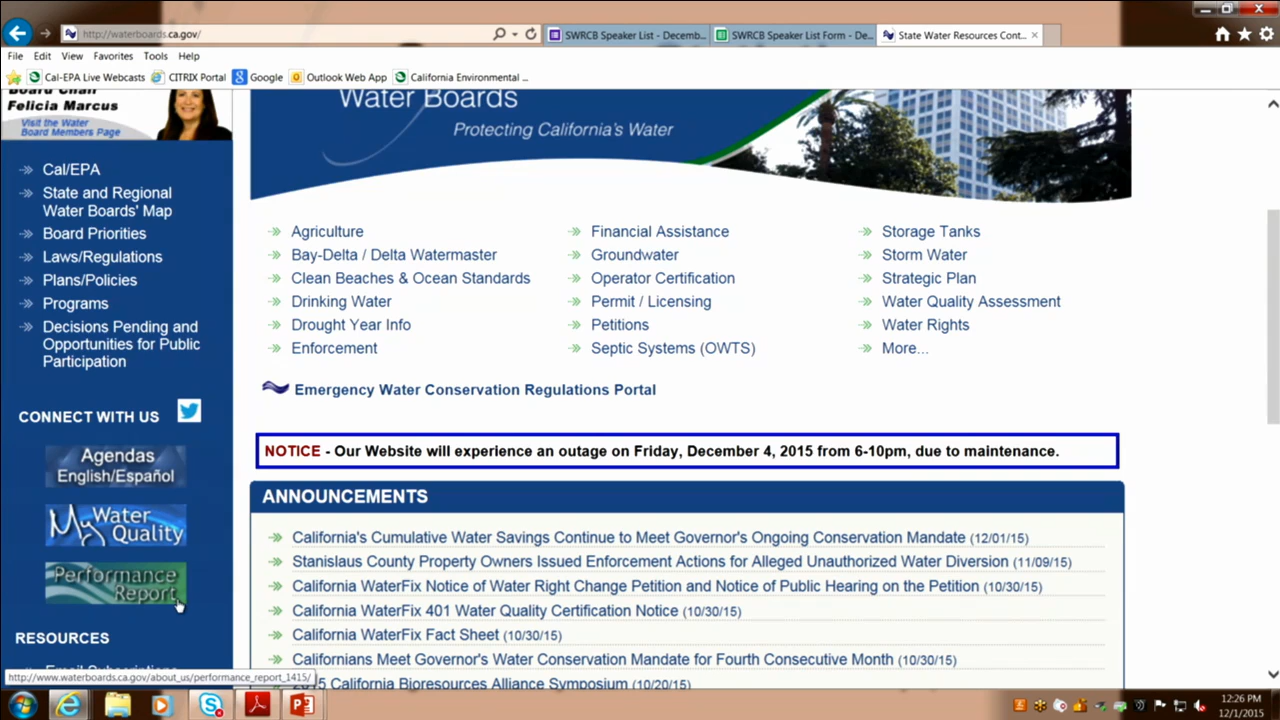 http://waterboards.ca.gov/
SWRCB Speaker List - Decemb...
SWRCB Speaker List Form - De...
State Water Resources Cont...
File Edit View Favorites Tools Help
Cal-EPA Live Webcasts
CITRIX Portal
Google
Outlook Web App
California Environmental ...
Board Chair
Felicia Marcus
Visit the Water
Board Members Page
Water Boards
Protecting California's Water
Cal/EPA
State and Regional
Water Boards' Map
Board Priorities
Laws/Regulations
Plans/Policies
Programs
Decisions Pending and
Opportunities for Public
Participation
CONNECT WITH US
Agendas
English/Español
My Water
Quality
Performance
Report
RESOURCES
Email Subscriptions
http://www.waterboards.ca.gov/about_us/performance_report_1415/
Agriculture
Bay-Delta / Delta Watermaster
Clean Beaches & Ocean Standards
Drinking Water
Drought Year Info
Enforcement
Financial Assistance
Groundwater
Operator Certification
Permit / Licensing
Petitions
Septic Systems (OWTS)
Storage Tanks
Storm Water
Strategic Plan
Water Quality Assessment
Water Rights
More...
Emergency Water Conservation Regulations Portal
NOTICE - Our Website will experience an outage on Friday, December 4, 2015 from 6-10pm, due to maintenance.
ANNOUNCEMENTS
California's Cumulative Water Savings Continue to Meet Governor's Ongoing Conservation Mandate (12/01/15)
Stanislaus County Property Owners Issued Enforcement Actions for Alleged Unauthorized Water Diversion (11/09/15)
California WaterFix Notice of Water Right Change Petition and Notice of Public Hearing on the Petition (10/30/15)
California WaterFix 401 Water Quality Certification Notice (10/30/15)
California WaterFix Fact Sheet (10/30/15)
Californians Meet Governor's Water Conservation Mandate for Fourth Consecutive Month (10/30/15)
2015 California Bioresources Alliance Symposium (10/20/15)
12:26 PM
12/1/2015